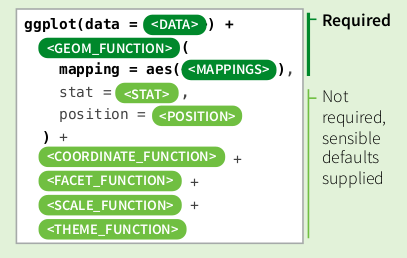 ggplot(data = <DATA>) +
<GEOM_FUNCTION>(
mapping = aes(<MAPPINGS>),
stat = <STAT>,
position = <POSITION>
) +
<COORDINATE_FUNCTION> +
<FACET_FUNCTION> +
<SCALE_FUNCTION> +
<THEME_FUNCTION>
Required
Not
required,
sensible
defaults
supplied